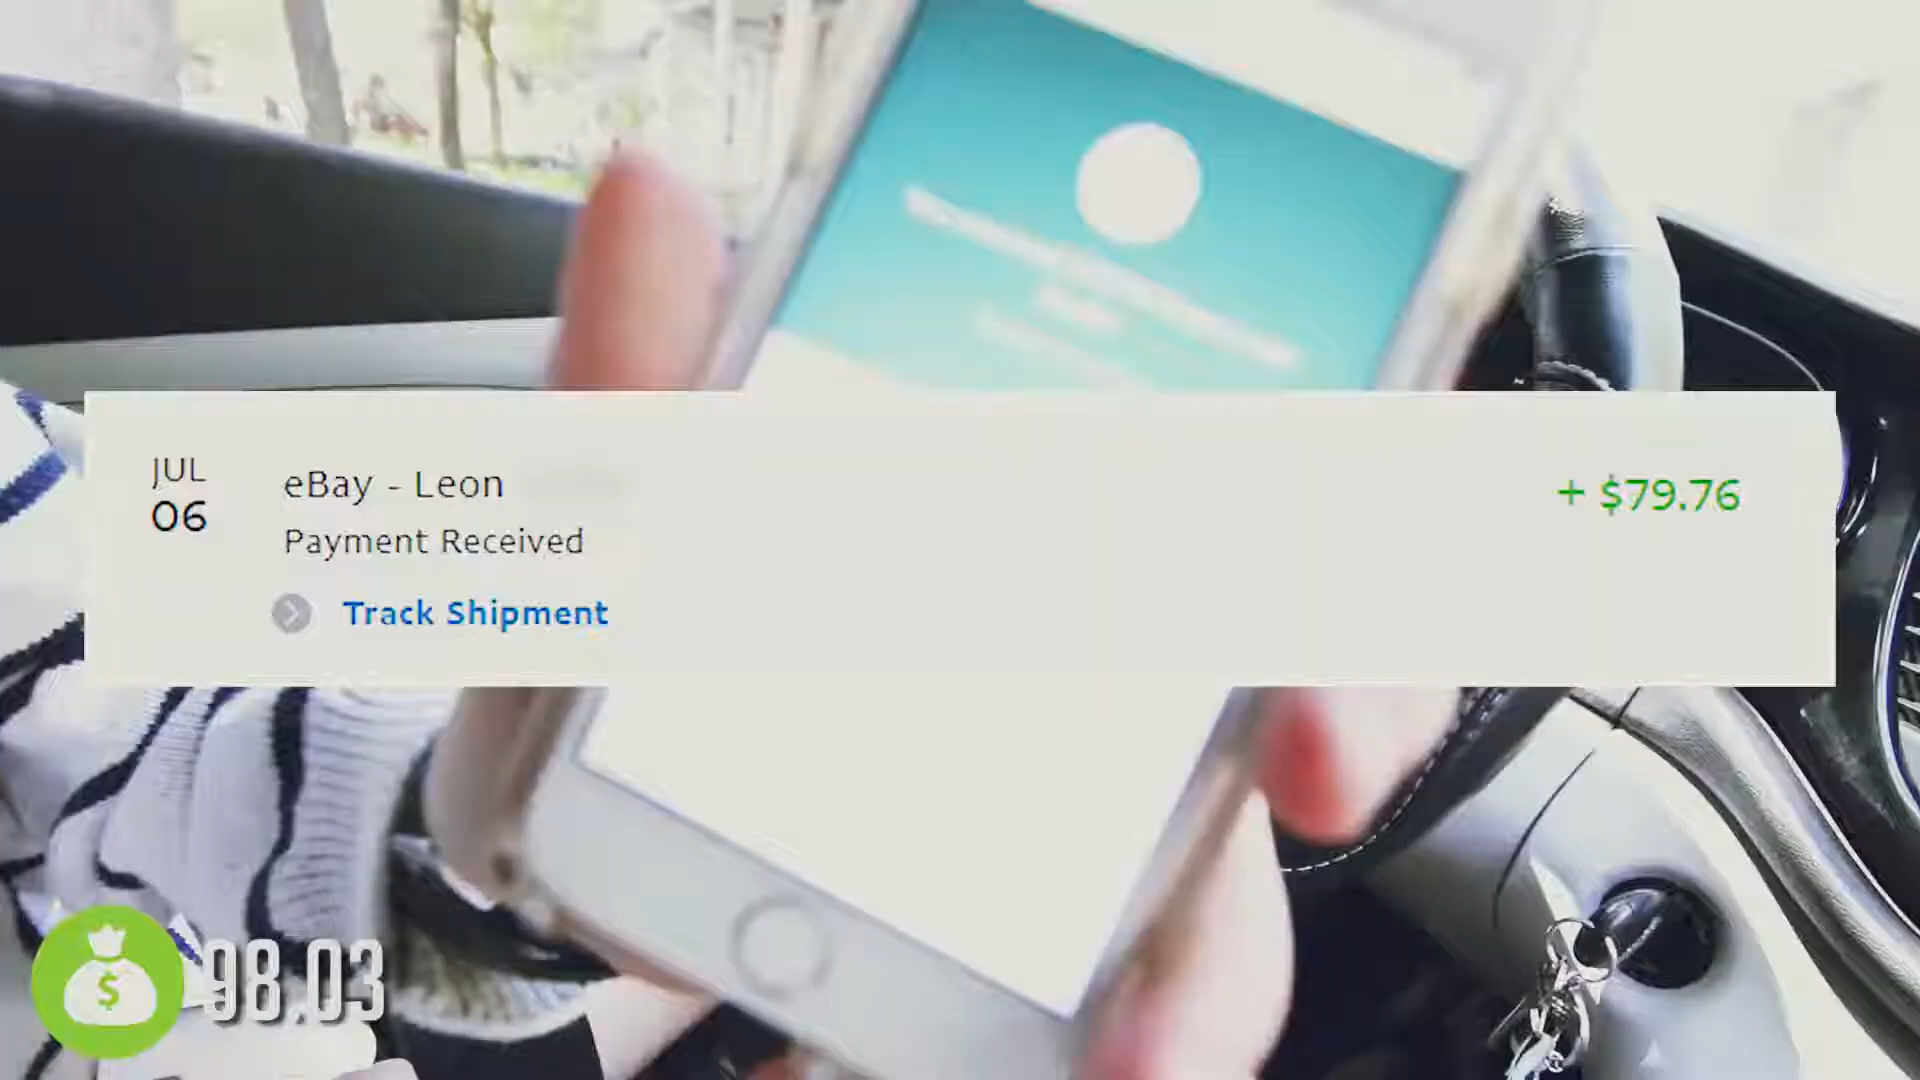 JUL
06
eBay - Leon
Payment Received
Track Shipment
+ $79.76
$
98.03